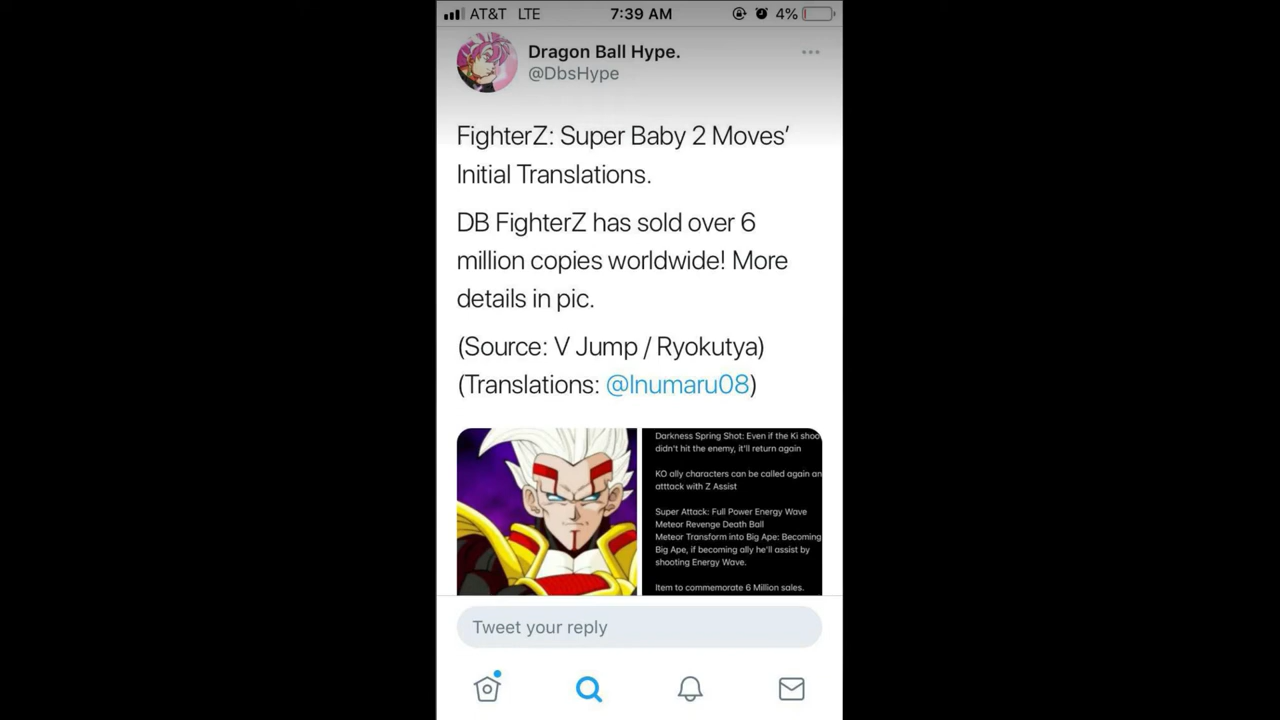 AT&T LTE 7:39 AM 4%
Dragon Ball Hype.
@DbsHype
FighterZ: Super Baby 2 Moves'
Initial Translations.
DB FighterZ has sold over 6
million copies worldwide! More
details in pic.
(Source: V Jump / Ryokutya)
(Translations: @Inumaru08)
Darkness Spring Shot: Even if the Ki shoo
didn't hit the enemy, it'll return again
KO ally characters can be called again an
atttack with Z Assist
Super Attack: Full Power Energy Wave
Meteor Revenge Death Ball
Meteor Transform into Big Ape: Becoming
Big Ape, if becoming ally he'll assist by
shooting Energy Wave.
Item to commemorate 6 Million sales.
Tweet your reply